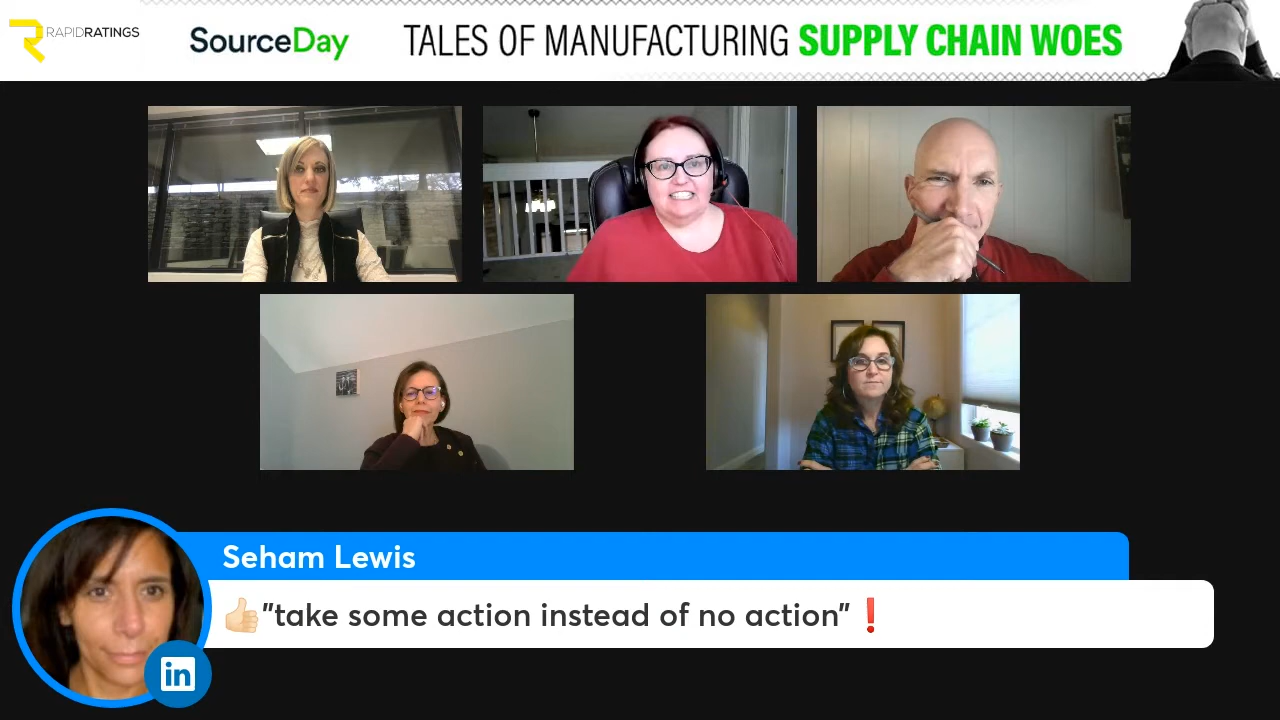 RAPIDRATINGS
SourceDay
TALES OF MANUFACTURING SUPPLY CHAIN WOES
Seham Lewis
👍🏻"take some action instead of no action" ❗
in